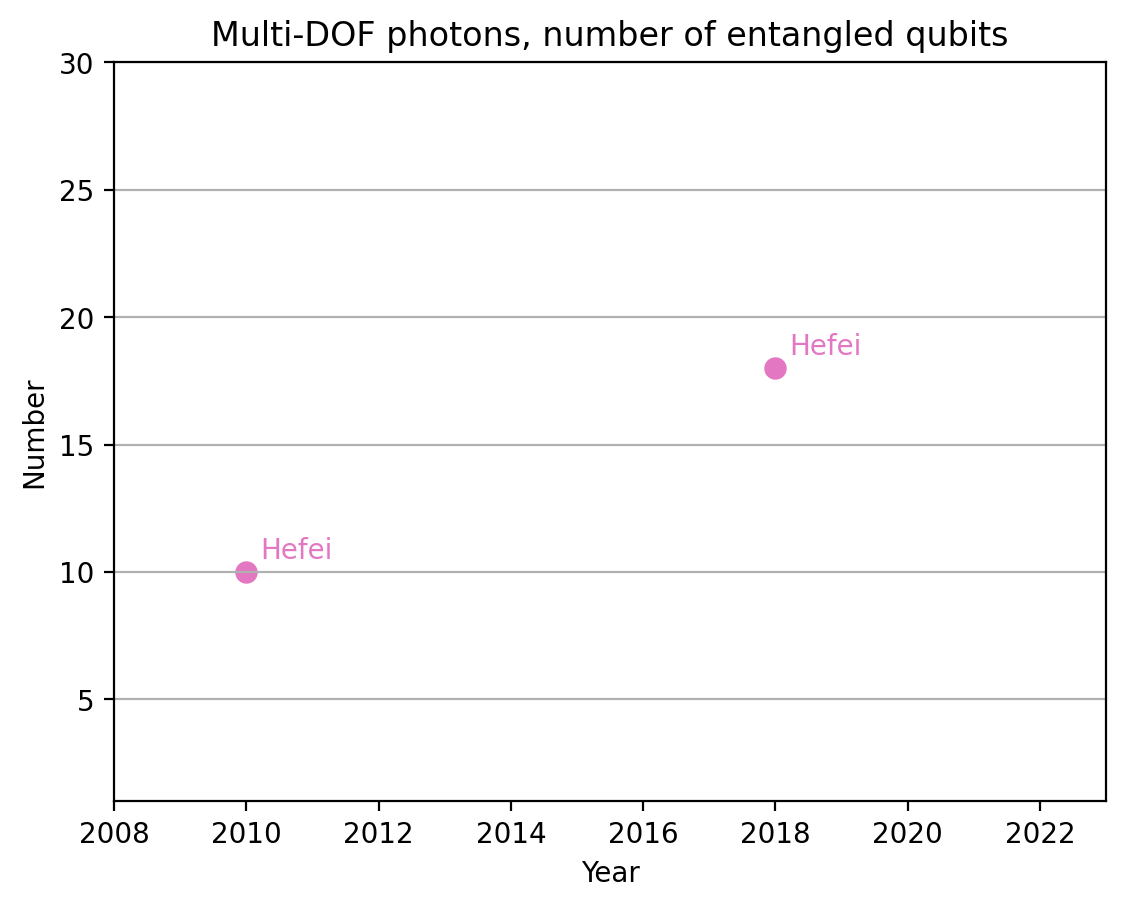 Multi-DOF photons, number of entangled qubits
30
25
20
15
10
5
Number
Hefei
Hefei
2008 2010 2012 2014 2016 2018 2020 2022
Year